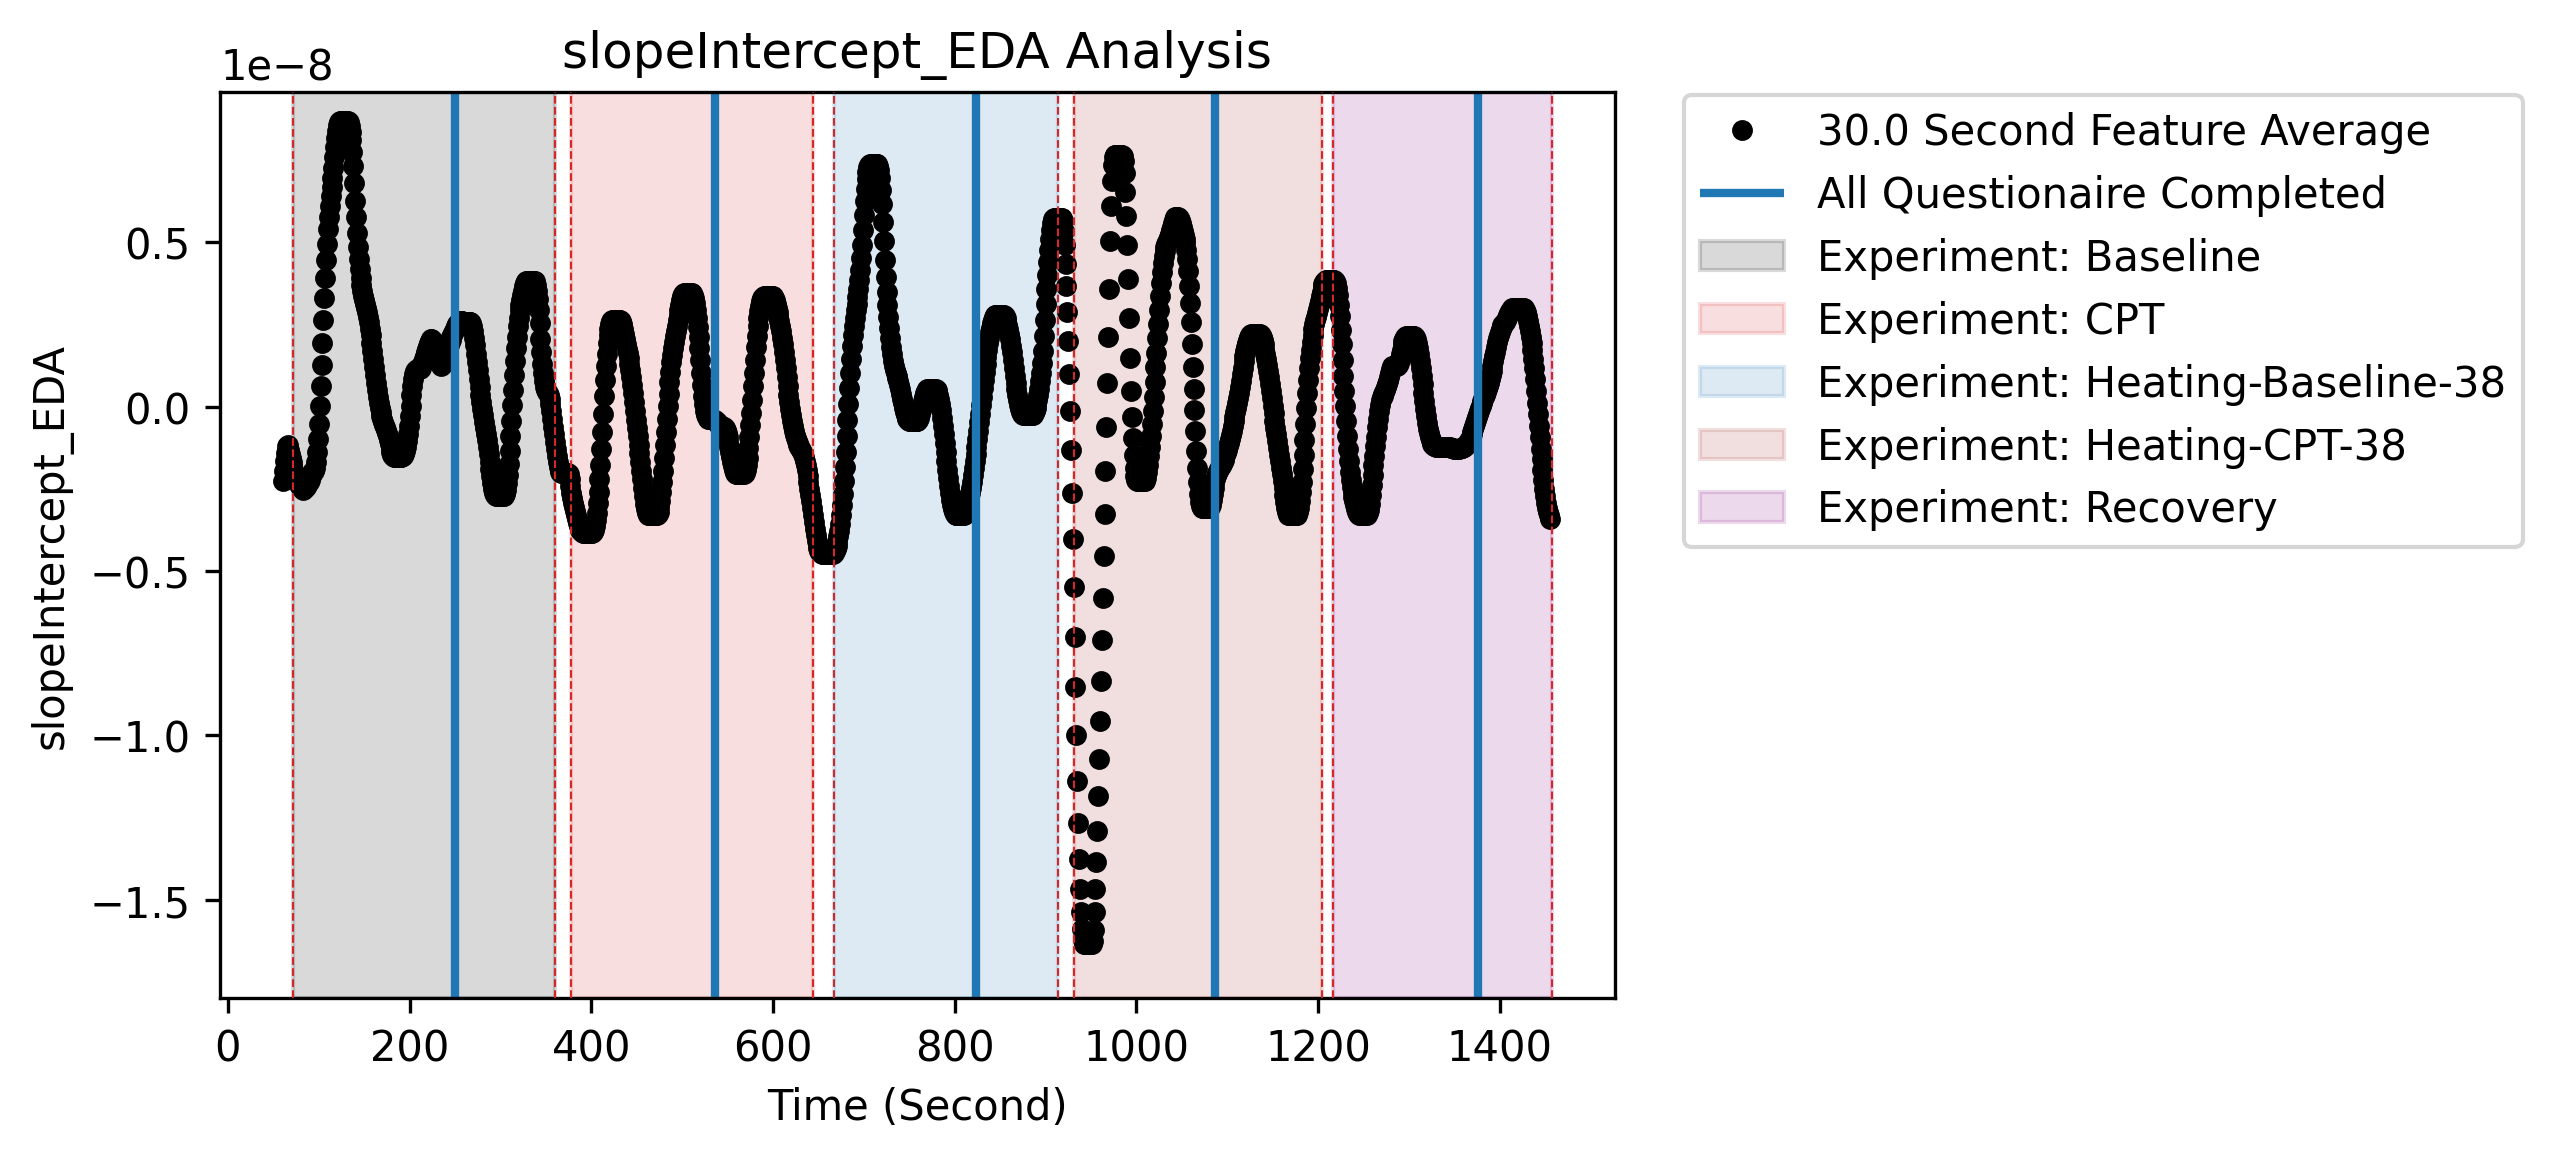 slopeIntercept_EDA Analysis
1e−8
slopeIntercept_EDA
0.5
0.0
−0.5
−1.0
−1.5
0 200 400 600 800 1000 1200 1400
Time (Second)
30.0 Second Feature Average
All Questionaire Completed
Experiment: Baseline
Experiment: CPT
Experiment: Heating-Baseline-38
Experiment: Heating-CPT-38
Experiment: Recovery